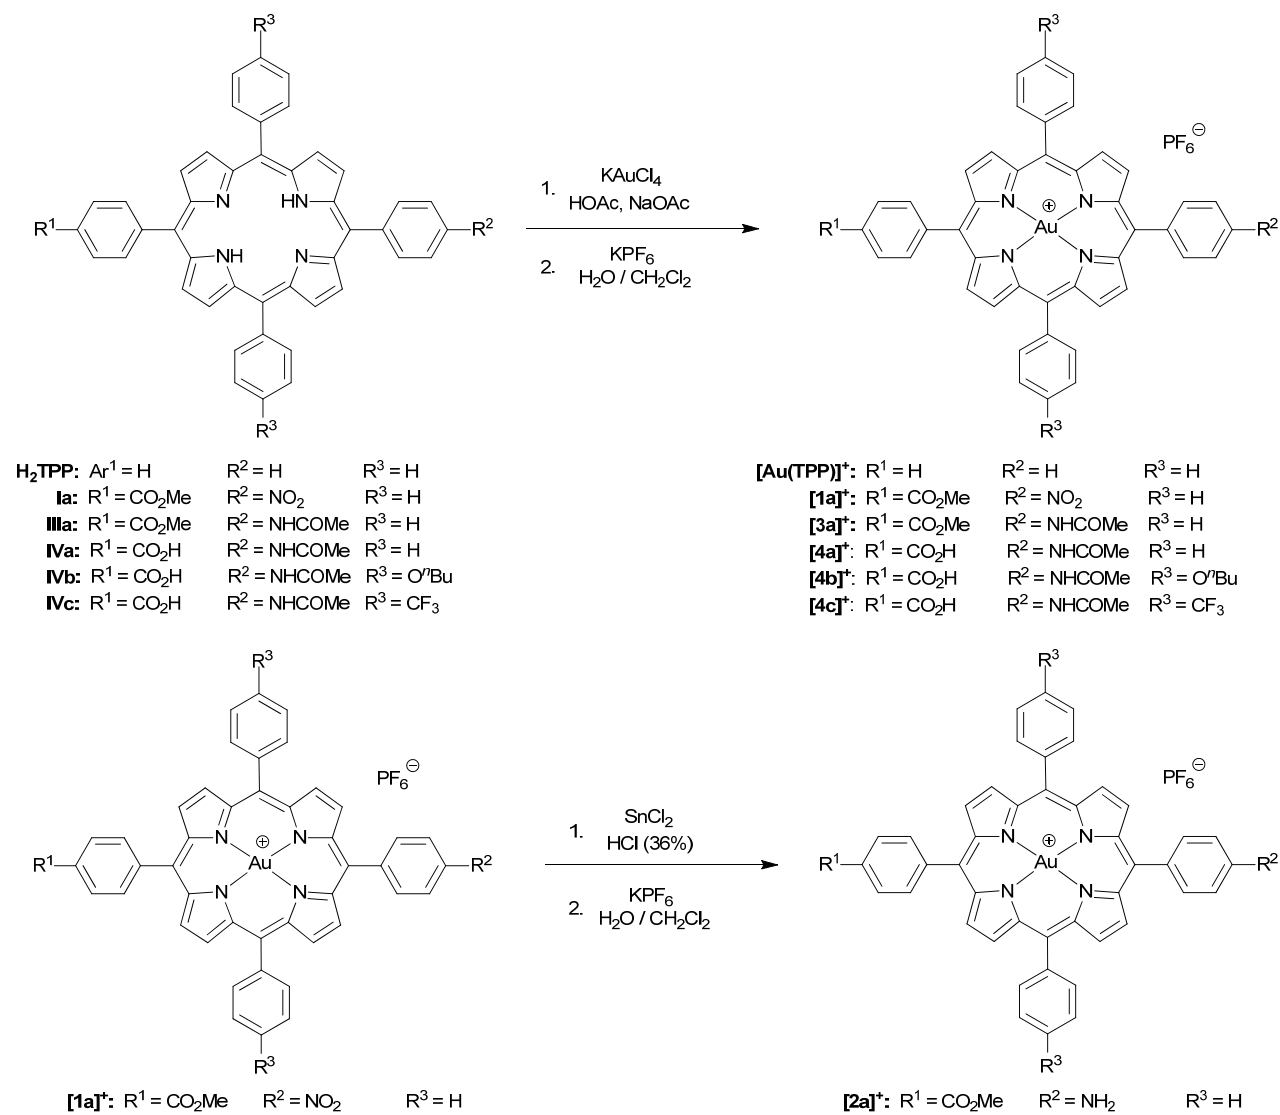 R³ R³
PF₆⊖
KAuCl₄
1.
HOAc, NaOAc
N HN N ⊕ N
R¹ R² Au R¹ R²
NH N N N
KPF₆
2.
H₂O / CH₂Cl₂
R³ R³
H₂TPP: Ar¹ = H R² = H R³ = H [Au(TPP)]⁺: R¹ = H R² = H R³ = H
Ia: R¹ = CO₂Me R² = NO₂ R³ = H [1a]⁺: R¹ = CO₂Me R² = NO₂ R³ = H
IIIa: R¹ = CO₂Me R² = NHCOMe R³ = H [3a]⁺: R¹ = CO₂Me R² = NHCOMe R³ = H
IVa: R¹ = CO₂H R² = NHCOMe R³ = H [4a]⁺: R¹ = CO₂H R² = NHCOMe R³ = H
IVb: R¹ = CO₂H R² = NHCOMe R³ = OⁿBu [4b]⁺: R¹ = CO₂H R² = NHCOMe R³ = OⁿBu
IVc: R¹ = CO₂H R² = NHCOMe R³ = CF₃ [4c]⁺: R¹ = CO₂H R² = NHCOMe R³ = CF₃
R³ R³
PF₆⊖ PF₆⊖
SnCl₂
1.
HCl (36%)
N ⊕ N N ⊕ N
R¹ Au R² R¹ Au R²
N N N N
KPF₆
2.
H₂O / CH₂Cl₂
R³ R³
[1a]⁺: R¹ = CO₂Me R² = NO₂ R³ = H [2a]⁺: R¹ = CO₂Me R² = NH₂ R³ = H